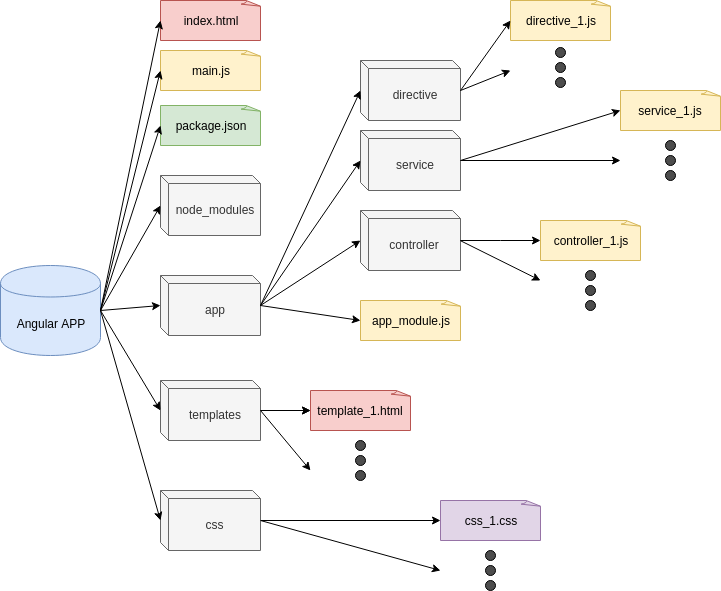 index.html
directive_1.js
main.js
directive
service_1.js
package.json
service
node_modules
controller
controller_1.js
app
Angular APP
app_module.js
templates
template_1.html
css
css_1.css